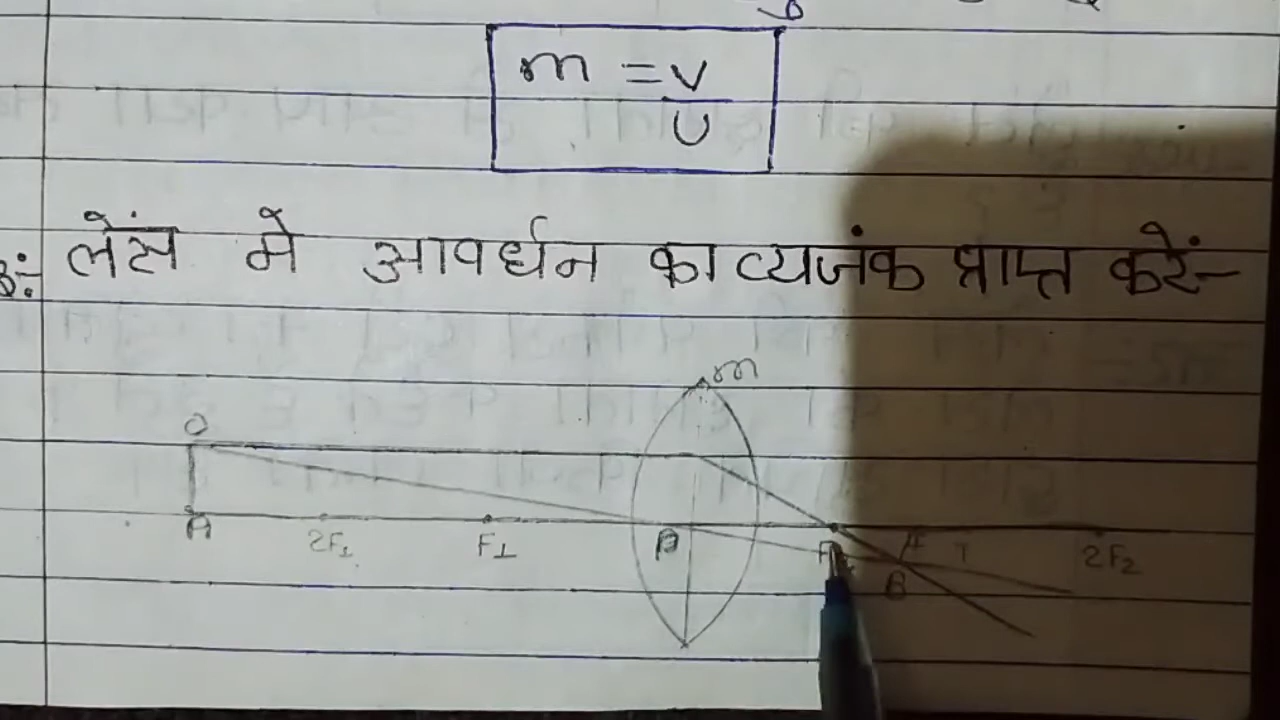 m = v
U
लेंस मे आवर्धन का व्यजंक प्राप्त करें-
m
O
A 2F1 F1 P F2 B 2F2